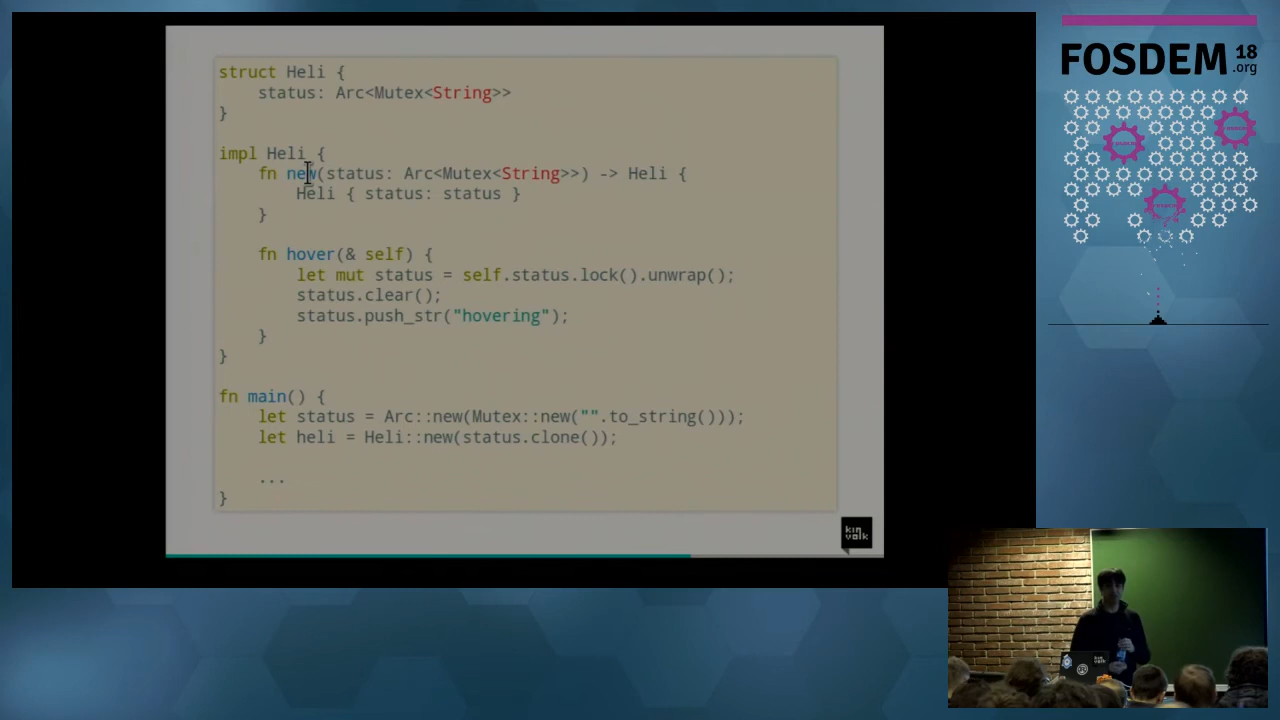 struct Heli {
    status: Arc<Mutex<String>>
}
impl Heli {
    fn new(status: Arc<Mutex<String>>) -> Heli {
        Heli { status: status }
    }
    fn hover(& self) {
        let mut status = self.status.lock().unwrap();
        status.clear();
        status.push_str("hovering");
    }
}
fn main() {
    let status = Arc::new(Mutex::new("".to_string()));
    let heli = Heli::new(status.clone());
    ...
}
kin
volk
FOSDEM 18
.org